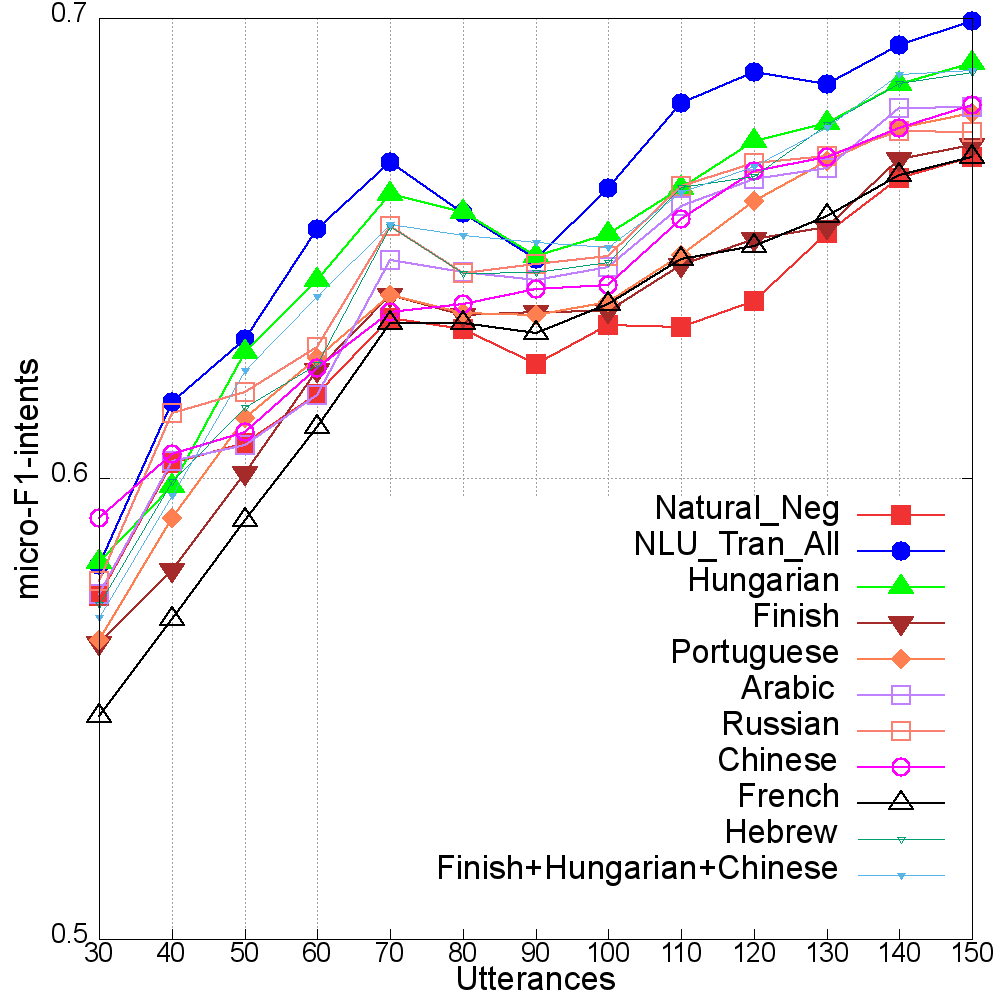 0.7
0.6
0.5
micro-F1-intents
Natural_Neg
NLU_Tran_All
Hungarian
Finish
Portuguese
Arabic
Russian
Chinese
French
Hebrew
Finish+Hungarian+Chinese
30 40 50 60 70 80 90 100 110 120 130 140 150
Utterances